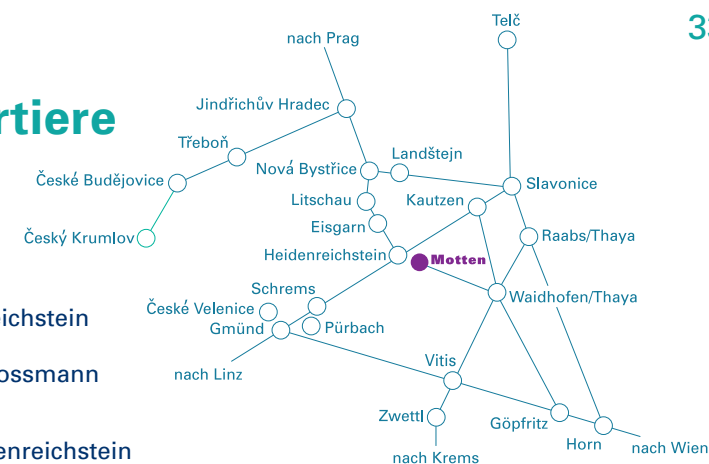 33
rtiere
ichstein
ossmann
enreichstein
Telč
nach Prag
Jindřichův Hradec
Třeboň
Landštejn
Nová Bystřice
České Budějovice
Slavonice
Litschau
Kautzen
Eisgarn
Český Krumlov
Raabs/Thaya
Heidenreichstein
Motten
Schrems
České Velenice
Waidhofen/Thaya
Gmünd
Pürbach
Vitis
nach Linz
Zwettl
Göpfritz
Horn
nach Wien
nach Krems